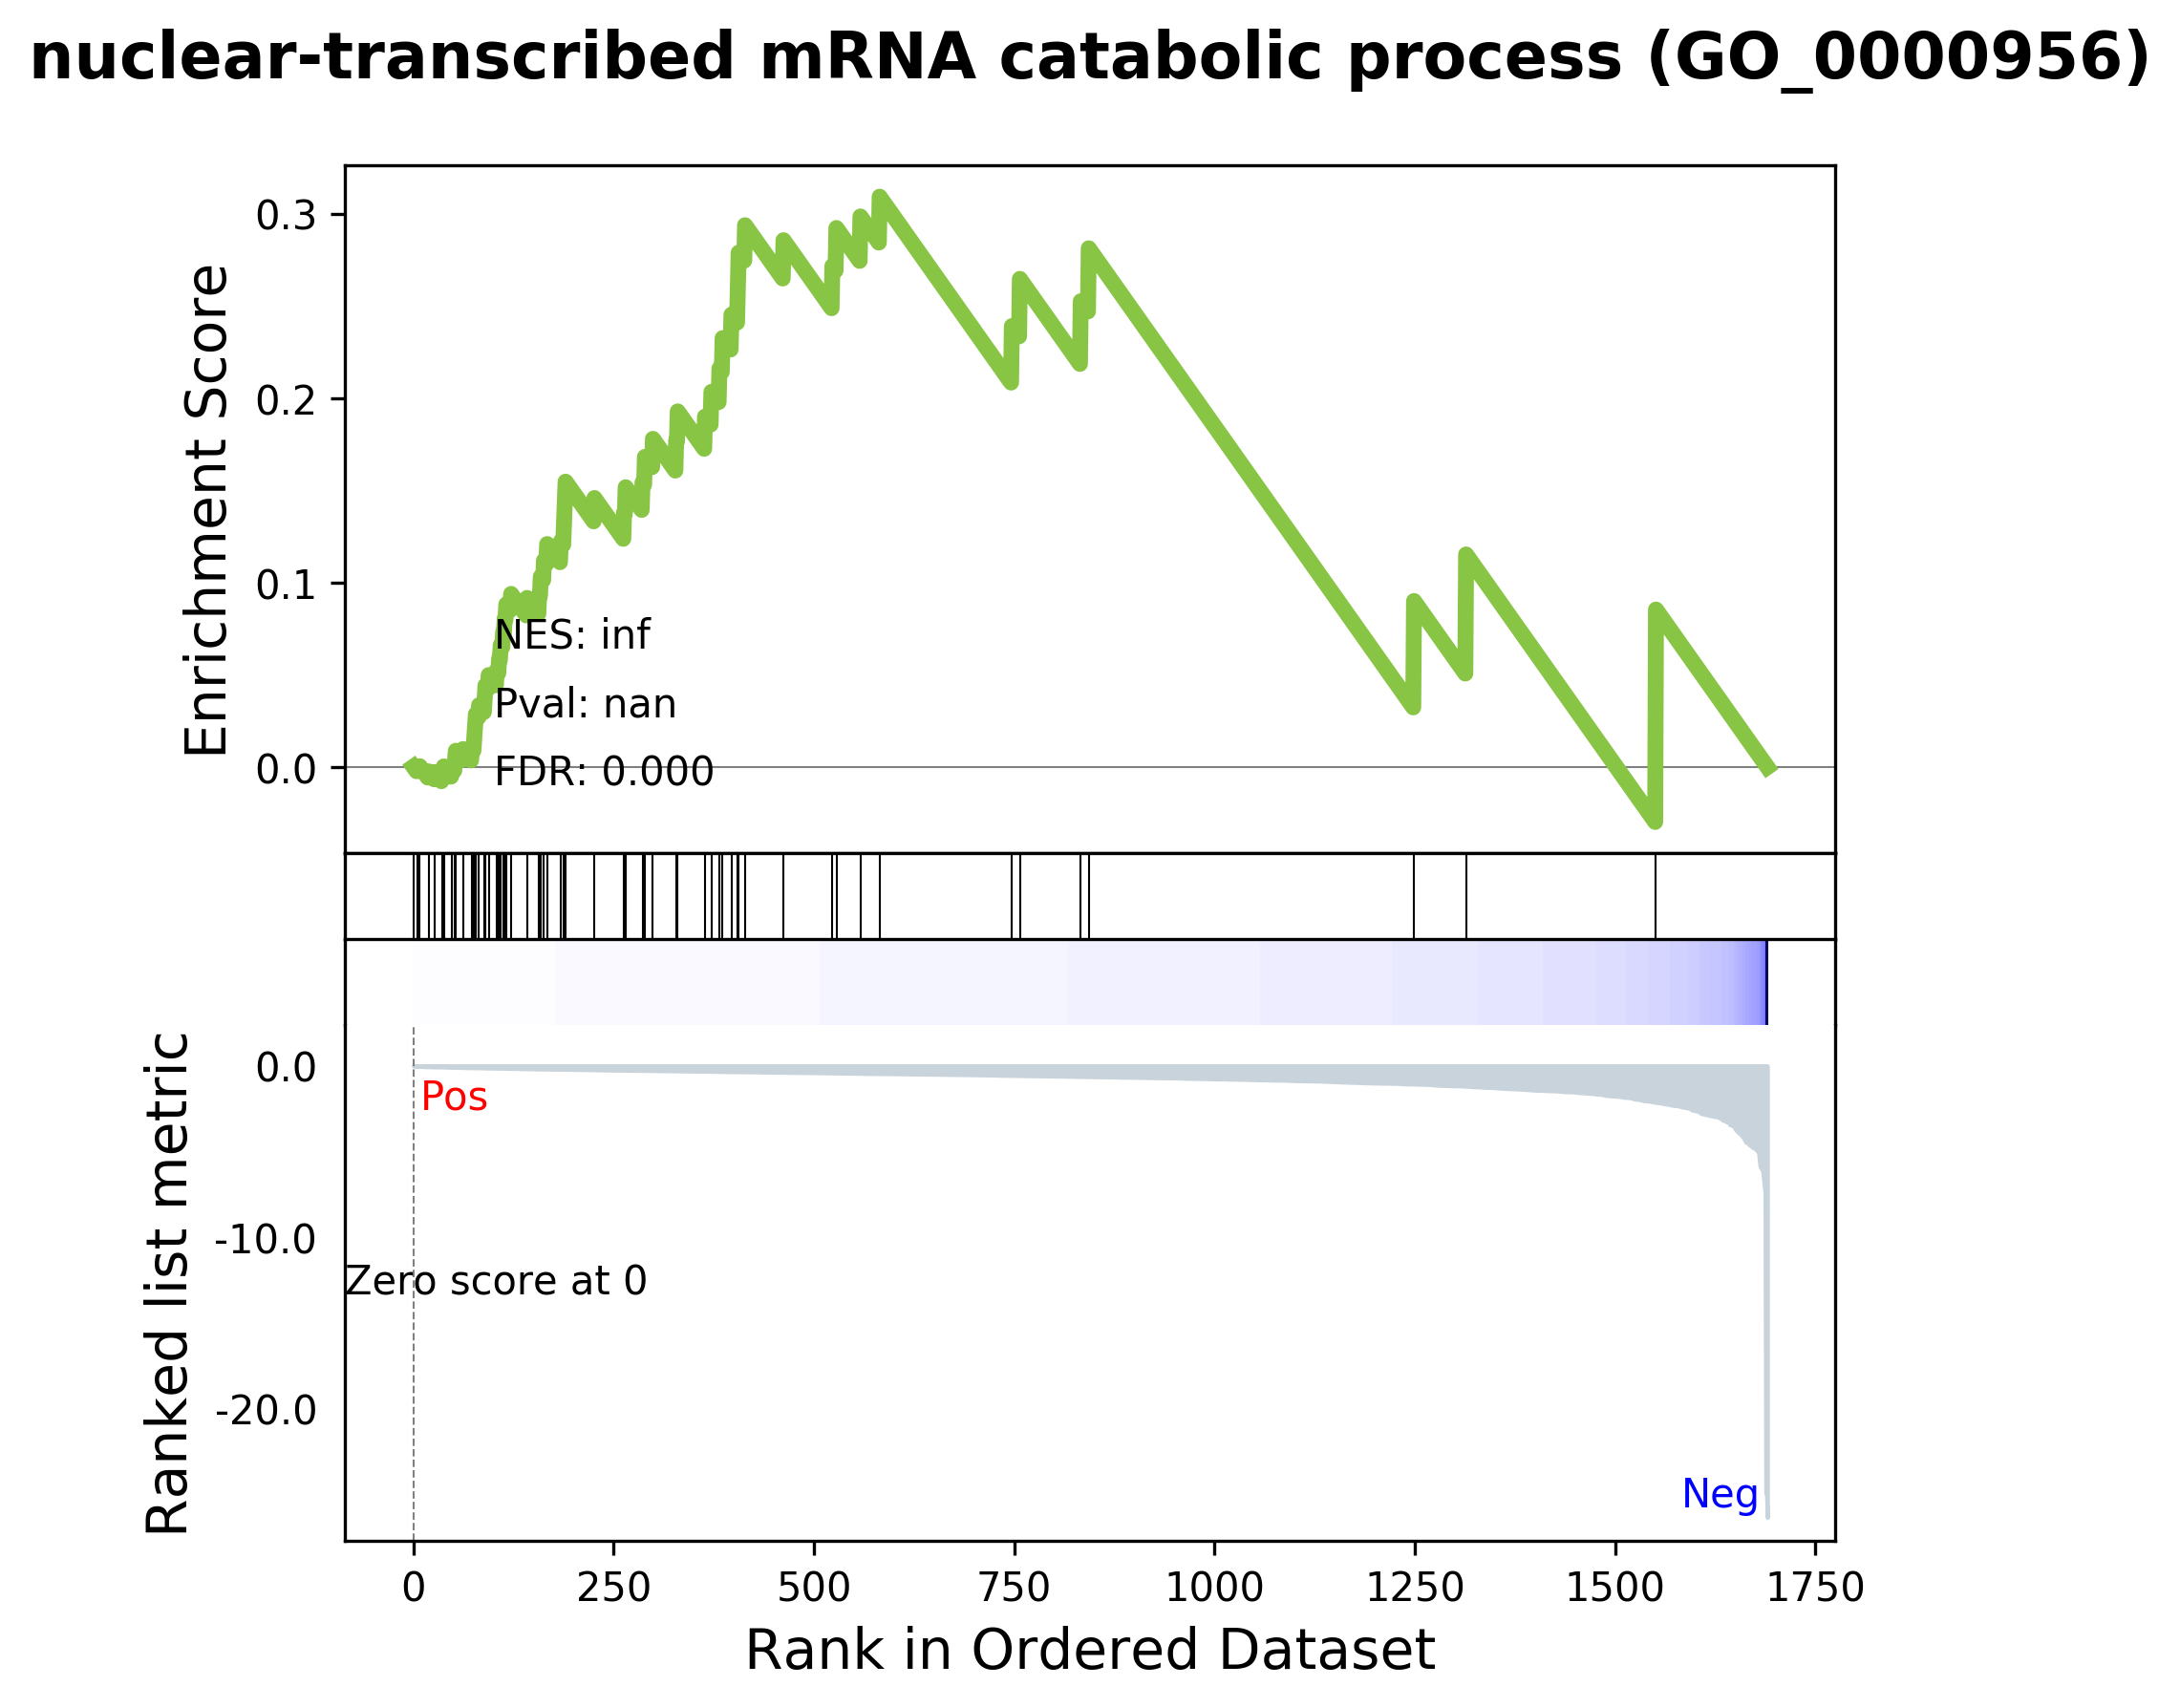 nuclear-transcribed mRNA catabolic process (GO_0000956)
Enrichment Score
0.3
0.2
0.1
0.0
NES: inf
Pval: nan
FDR: 0.000
Ranked list metric
0.0
-10.0
-20.0
Pos
Zero score at 0
Neg
0 250 500 750 1000 1250 1500 1750
Rank in Ordered Dataset